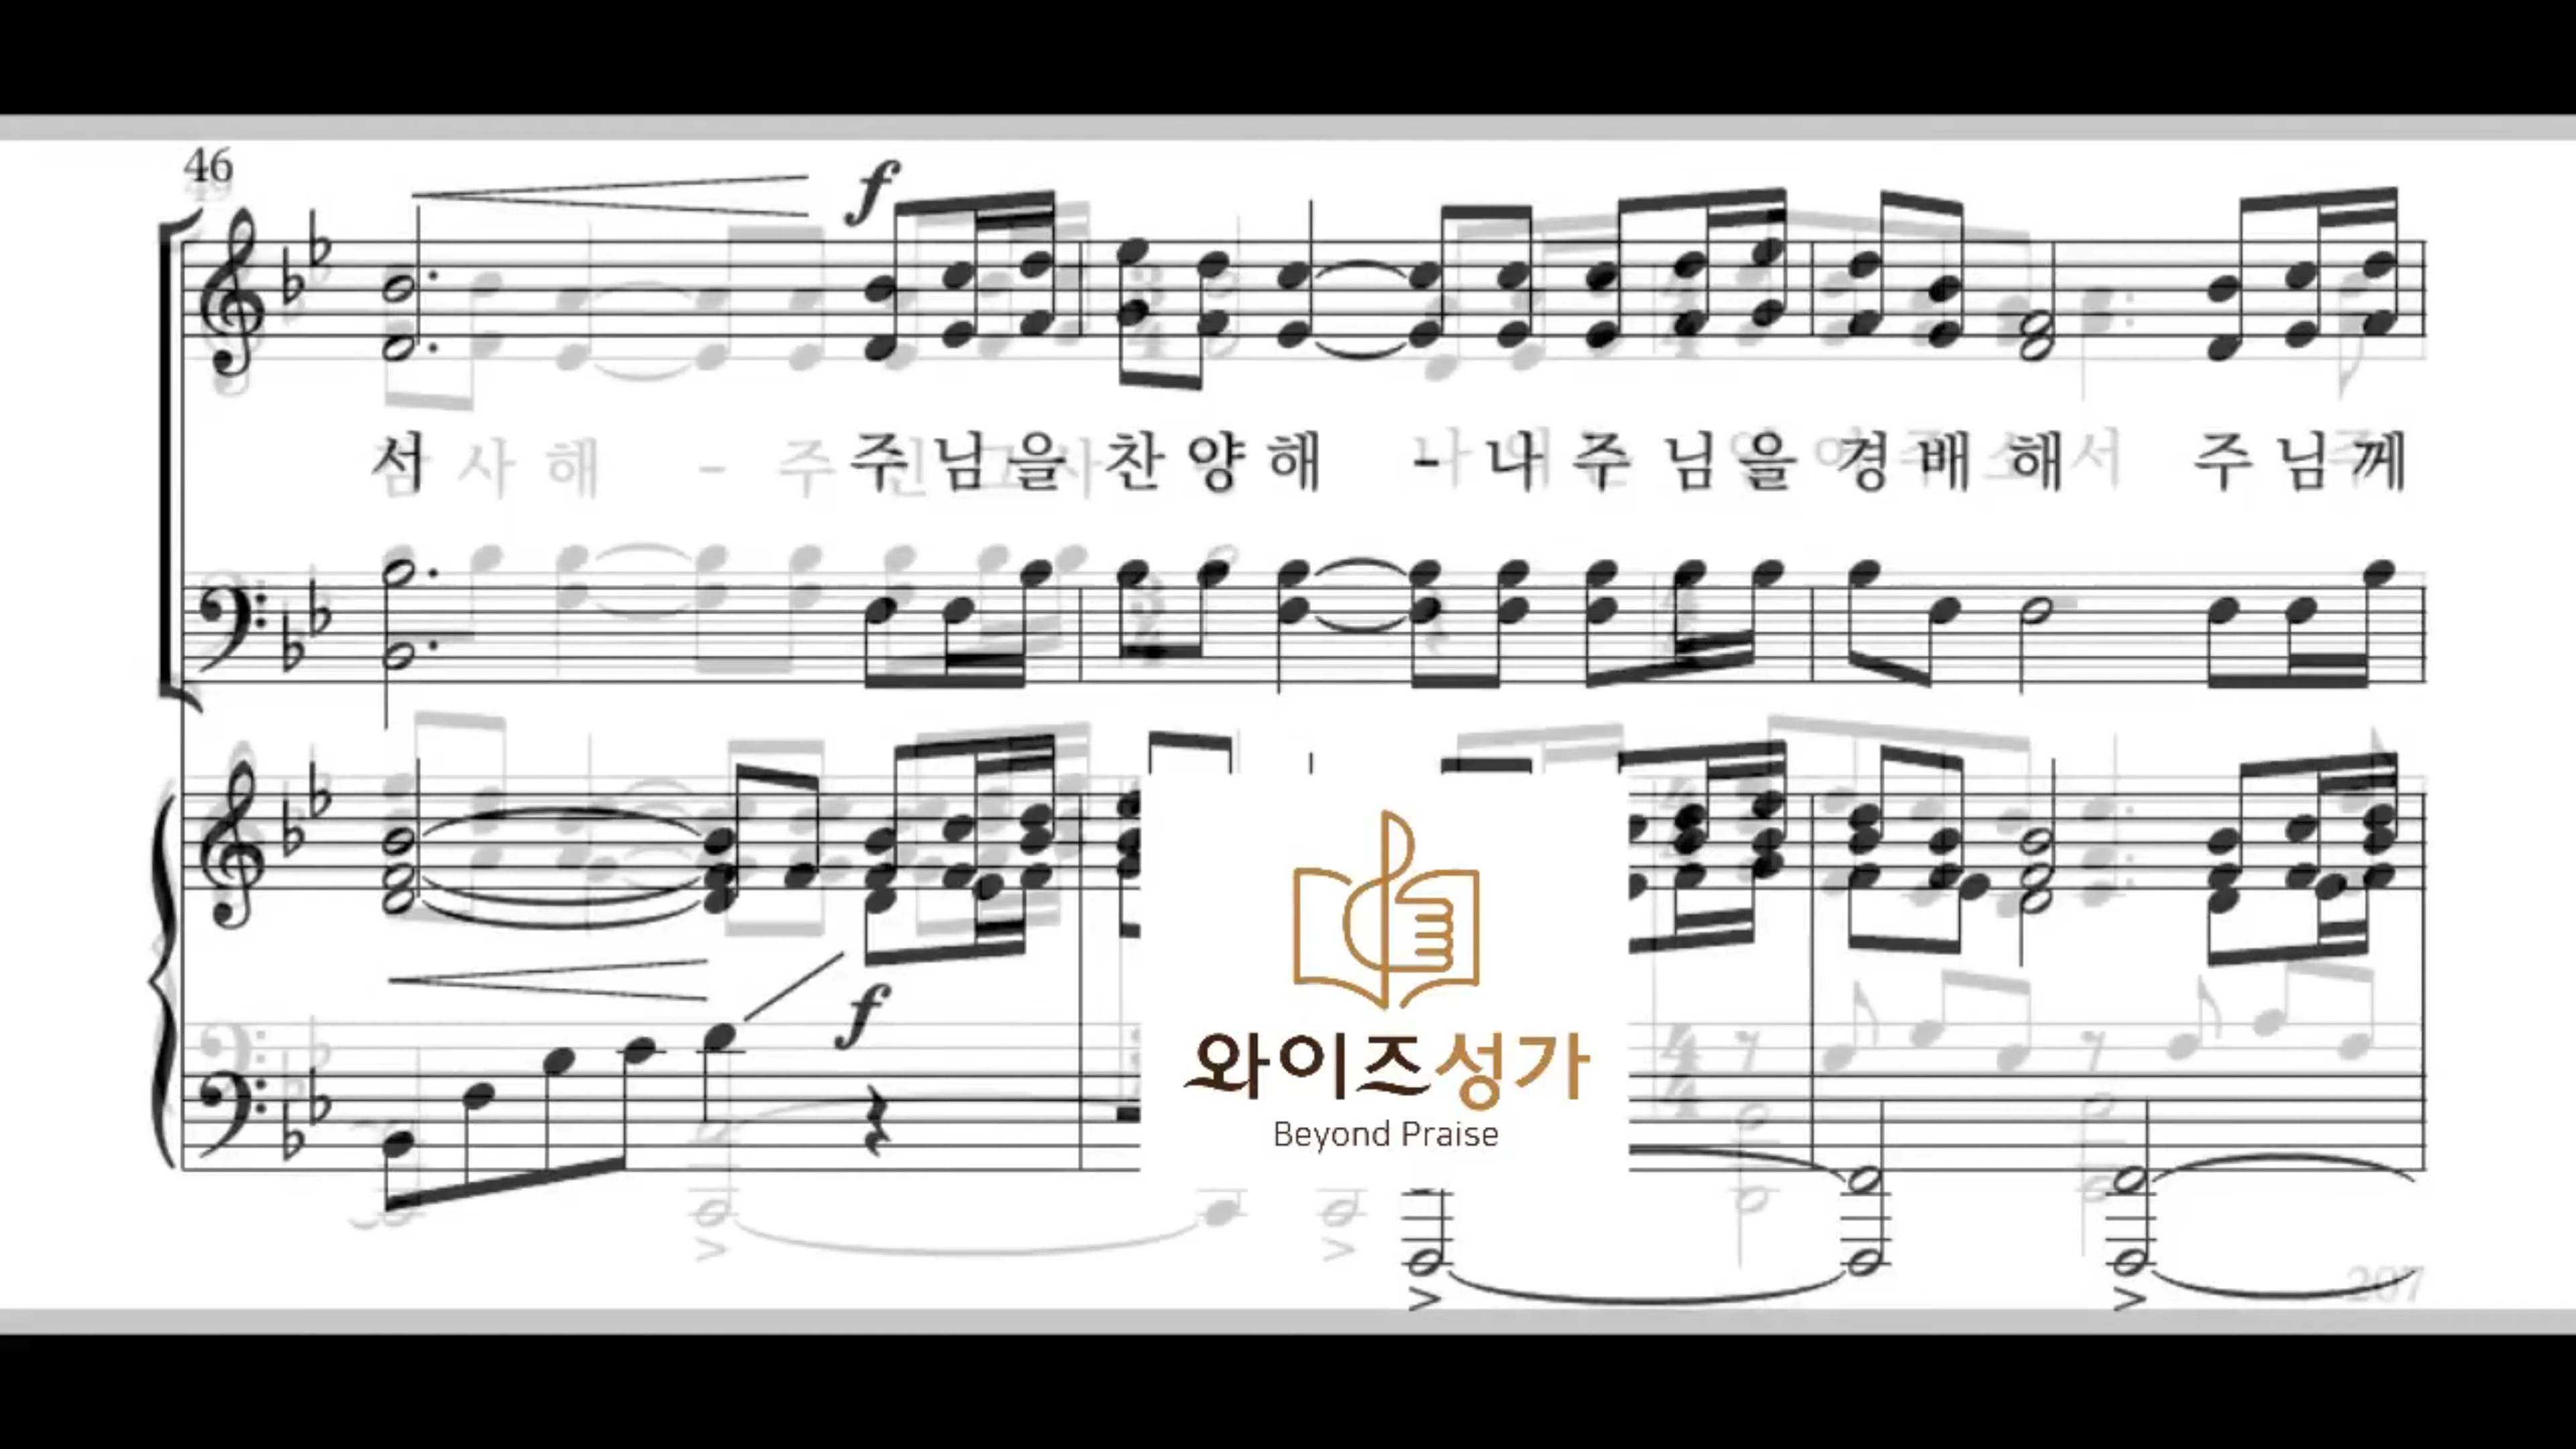 46
f
서 주 님 을 찬 양 해 - 나 주 님 을 경 배 해 주 님 께
f
와이즈성가
Beyond Praise
207